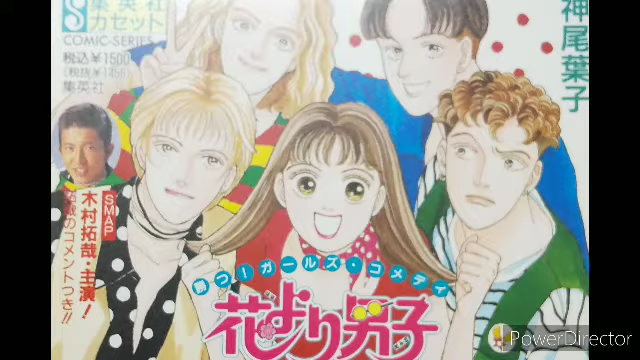 S 集英社
カセット
COMIC-SERIES
税込¥1500
(税抜¥1456)
集英社
神尾葉子
SMAP
木村拓哉・主演!
のコメントつき!!
勝つ!ガールズ・コメディ
花より男子
PowerDirector